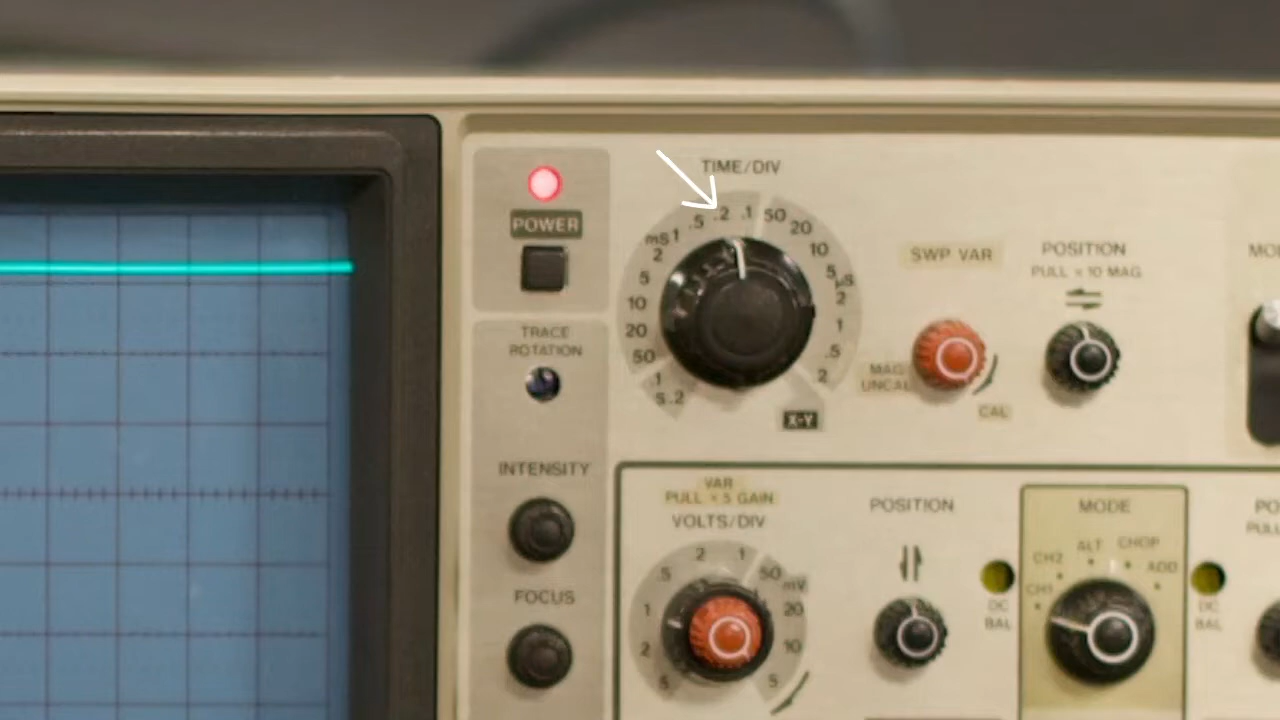 TIME/DIV
.5 .2 .1 50
mS 1 20
2 10
5 5 µS
10 2
20 1
50 .5
.1 .2
S .2
X-Y
POWER
TRACE
ROTATION
INTENSITY
FOCUS
SWP VAR
MAG
UNCAL
CAL
POSITION
PULL ×10 MAG
VAR
PULL ×5 GAIN
VOLTS/DIV
.2 .1 50 mV
.5 20
1 10
2 5
5
POSITION
DC
BAL
MODE
ALT CHOP
CH2 ADD
CH1
DC
BAL